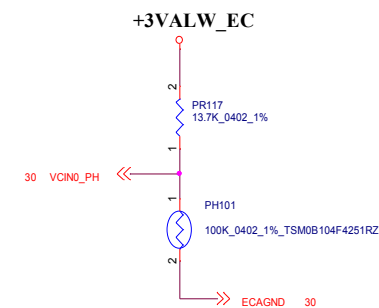 +3VALW_EC
2
PR117
13.7K_0402_1%
1
30 VCIN0_PH
1
PH101
100K_0402_1%_TSM0B104F4251RZ
2
ECAGND 30